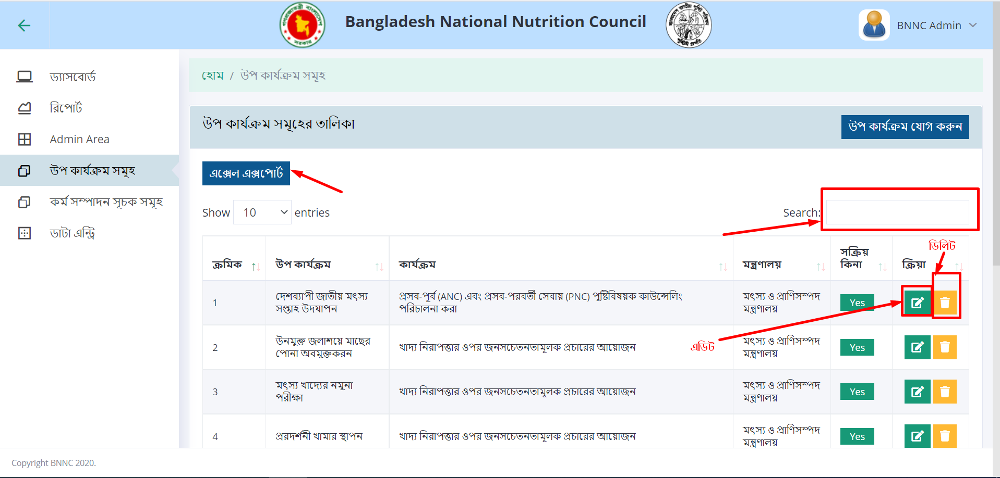 Bangladesh National Nutrition Council
BNNC Admin
ড্যাসবোর্ড
রিপোর্ট
Admin Area
উপ কার্যক্রম সমূহ
কর্ম সম্পাদন সূচক সমূহ
ডাটা এন্ট্রি
হোম / উপ কার্যক্রম সমূহ
উপ কার্যক্রম সমূহের তালিকা
উপ কার্যক্রম যোগ করুন
এক্সেল এক্সপোর্ট
Show 10 entries
Search:
ডিলিট
ক্রমিক উপ কার্যক্রম কার্যক্রম মন্ত্রণালয় সক্রিয় কিনা ক্রিয়া
1 দেশব্যাপী জাতীয় মৎস্য প্রসব-পূর্ব (ANC) এবং প্রসব-পরবর্তী সেবায় (PNC) পুষ্টিবিষয়ক কাউন্সেলিং মৎস্য ও প্রাণিসম্পদ Yes
সপ্তাহ উদযাপন পরিচালনা করা মন্ত্রণালয়
এডিট
2 উনমুক্ত জলাশয়ে মাছের খাদ্য নিরাপত্তার ওপর জনসচেতনতামূলক প্রচারের আয়োজন মৎস্য ও প্রাণিসম্পদ Yes
পোনা অবমুক্তকরন মন্ত্রণালয়
3 মৎস্য খাদ্যের নমুনা খাদ্য নিরাপত্তার ওপর জনসচেতনতামূলক প্রচারের আয়োজন মৎস্য ও প্রাণিসম্পদ Yes
পরীক্ষা মন্ত্রণালয়
4 প্ররদর্শনী খামার স্থাপন খাদ্য নিরাপত্তার ওপর জনসচেতনতামূলক প্রচারের আয়োজন মৎস্য ও প্রাণিসম্পদ Yes
মন্ত্রণালয়
Copyright BNNC 2020.